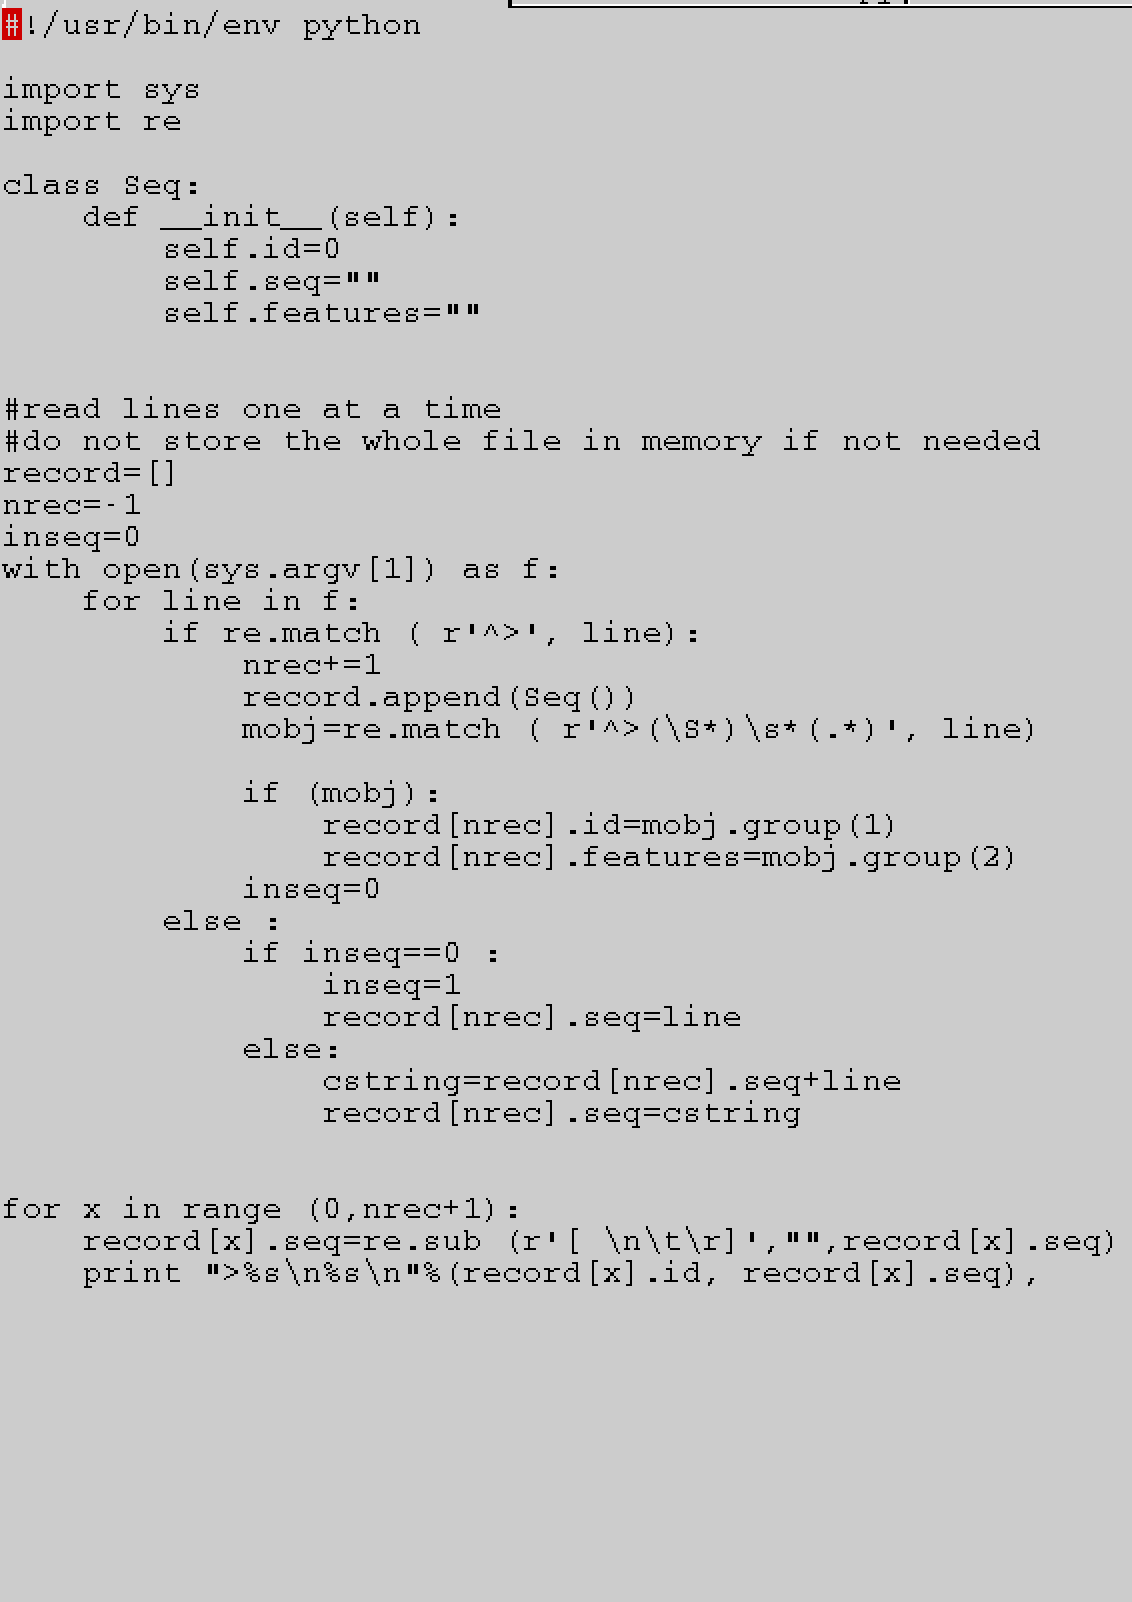 #!/usr/bin/env python
import sys
import re
class Seq:
    def __init__(self):
        self.id=0
        self.seq=""
        self.features=""
#read lines one at a time
#do not store the whole file in memory if not needed
record=[]
nrec=-1
inseq=0
with open(sys.argv[1]) as f:
    for line in f:
        if re.match ( r'^>', line):
            nrec+=1
            record.append(Seq())
            mobj=re.match ( r'^>(\S*)\s*(.*)', line)
            if (mobj):
                record[nrec].id=mobj.group(1)
                record[nrec].features=mobj.group(2)
            inseq=0
        else :
            if inseq==0 :
                inseq=1
                record[nrec].seq=line
            else:
                cstring=record[nrec].seq+line
                record[nrec].seq=cstring
for x in range (0,nrec+1):
    record[x].seq=re.sub (r'[ \n\t\r]',"",record[x].seq)
    print ">%s\n%s\n"%(record[x].id, record[x].seq),